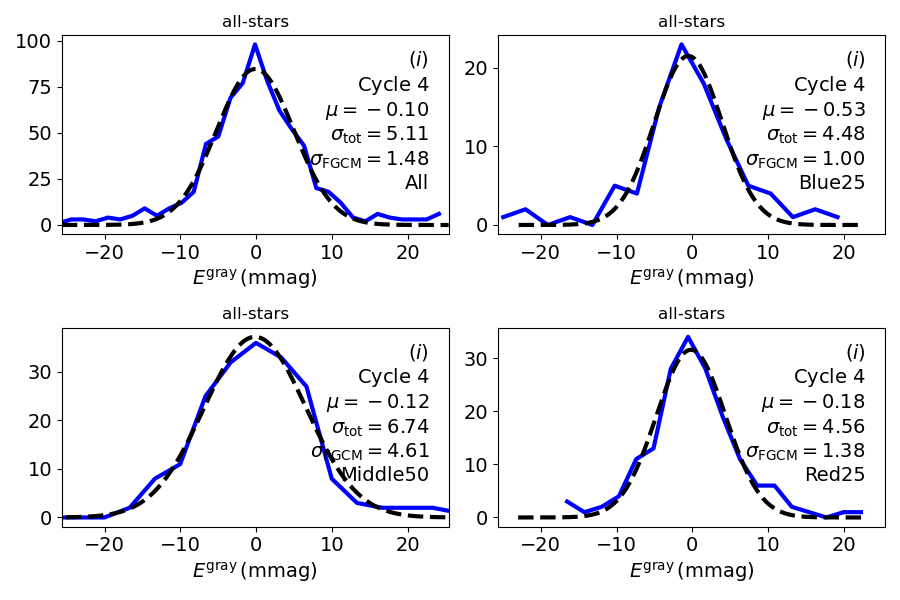 all-stars
100
75
50
25
0
(i)
Cycle 4
μ = −0.10
σtot = 5.11
σFGCM = 1.48
All
−20 −10 0 10 20
E^gray (mmag)
all-stars
20
10
0
(i)
Cycle 4
μ = −0.53
σtot = 4.48
σFGCM = 1.00
Blue25
−20 −10 0 10 20
E^gray (mmag)
all-stars
30
20
10
0
(i)
Cycle 4
μ = −0.12
σtot = 6.74
σFGCM = 4.61
Middle50
−20 −10 0 10 20
E^gray (mmag)
all-stars
30
20
10
0
(i)
Cycle 4
μ = −0.18
σtot = 4.56
σFGCM = 1.38
Red25
−20 −10 0 10 20
E^gray (mmag)